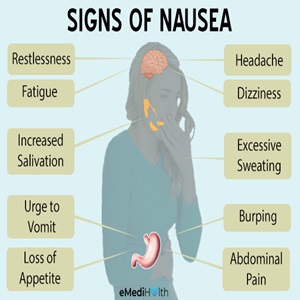 SIGNS OF NAUSEA
Restlessness
Fatigue
Increased
Salivation
Urge to
Vomit
Loss of
Appetite
Headache
Dizziness
Excessive
Sweating
Burping
Abdominal
Pain
eMediHealth